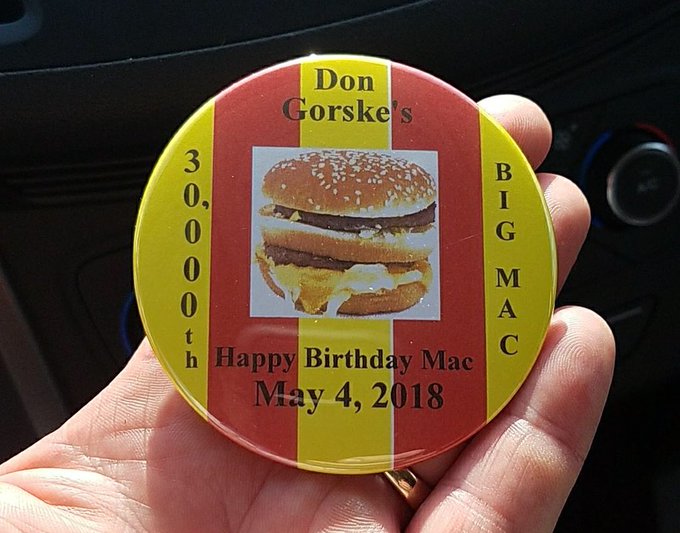 Don
Gorske's
30,000th
BIG MAC
Happy Birthday Mac
May 4, 2018